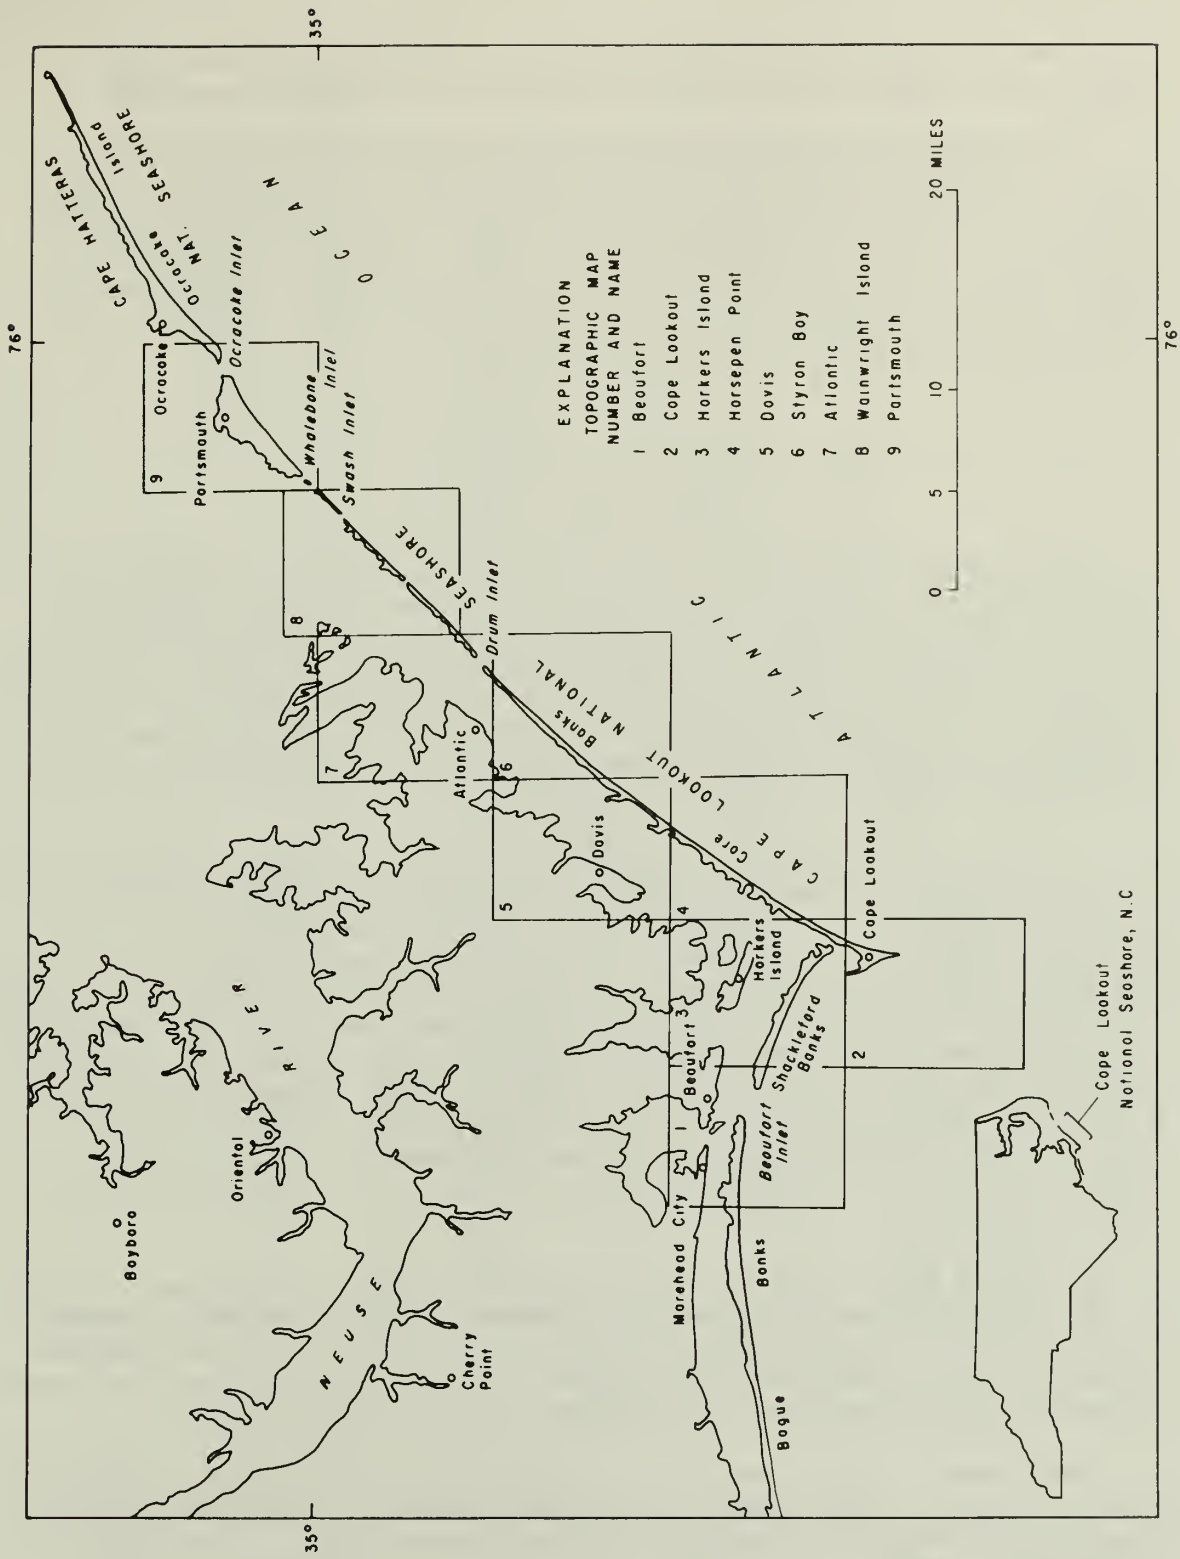 76°
35°
CAPE HATTERAS
Ocracoke Island
NAT. SEASHORE
Ocracoke
Ocracoke Inlet
9
Portsmouth
Whalebone
Inlet
Swash Inlet
8
SEASHORE
Drum Inlet
7
Atlantic
6
NATIONAL
Banks
LOOKOUT
Core
CAPE
Davis
5
4
Harkers
Island
Cape Lookout
3
Beaufort
Shackleford
Banks
2
1
Beaufort
Inlet
Morehead City
Banks
Bogue
RIVER
Oriental
Bayboro
NEUSE
Cherry
Point
35°
ATLANTIC
OCEAN
EXPLANATION
TOPOGRAPHIC MAP
NUMBER AND NAME
1 Beaufort
2 Cape Lookout
3 Harkers Island
4 Horsepen Point
5 Davis
6 Styron Bay
7 Atlantic
8 Wainwright Island
9 Portsmouth
0 5 10 20 MILES
76°
Cape Lookout
National Seashore, N.C